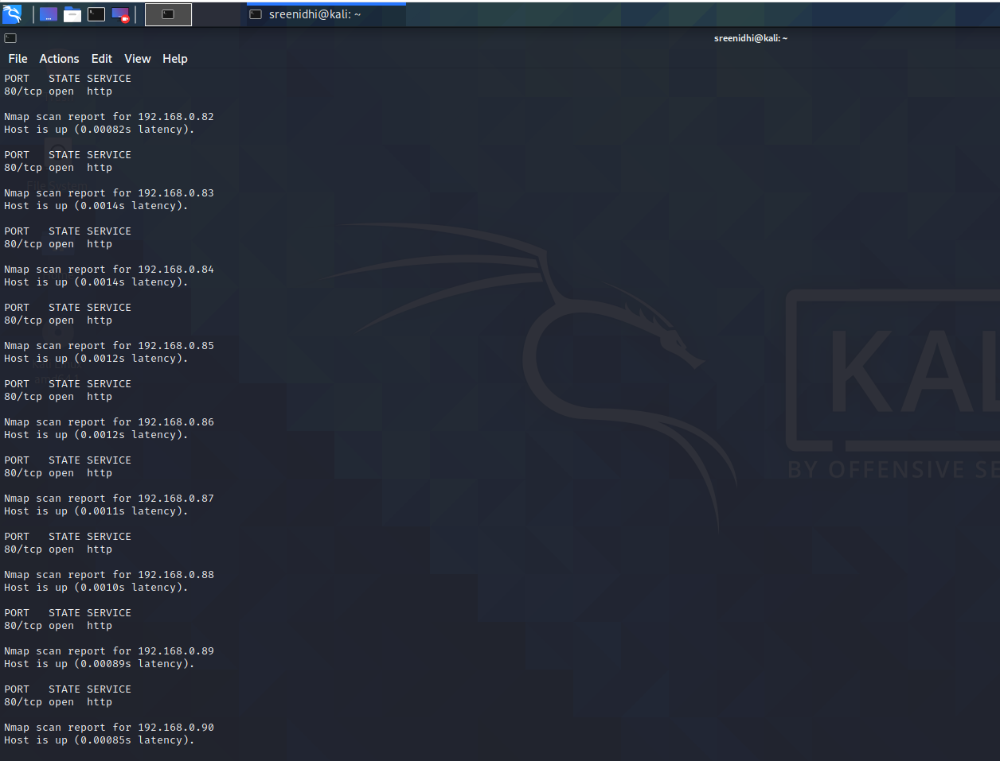 sreenidhi@kali: ~
sreenidhi@kali: ~
File Actions Edit View Help
PORT   STATE SERVICE
80/tcp open  http
Nmap scan report for 192.168.0.82
Host is up (0.00082s latency).
PORT   STATE SERVICE
80/tcp open  http
File System
Nmap scan report for 192.168.0.83
Host is up (0.0014s latency).
PORT   STATE SERVICE
80/tcp open  http
Nmap scan report for 192.168.0.84
Host is up (0.0014s latency).
PORT   STATE SERVICE
80/tcp open  http
Nmap scan report for 192.168.0.85
Host is up (0.0012s latency).
Kali Linux
PORT   STATE SERVICE
80/tcp open  http
Nmap scan report for 192.168.0.86
Host is up (0.0012s latency).
PORT   STATE SERVICE
80/tcp open  http
Nmap scan report for 192.168.0.87
Host is up (0.0011s latency).
PORT   STATE SERVICE
80/tcp open  http
Nmap scan report for 192.168.0.88
Host is up (0.0010s latency).
PORT   STATE SERVICE
80/tcp open  http
Nmap scan report for 192.168.0.89
Host is up (0.00089s latency).
PORT   STATE SERVICE
80/tcp open  http
Nmap scan report for 192.168.0.90
Host is up (0.00085s latency).
KAL
BY OFFENSIVE SE